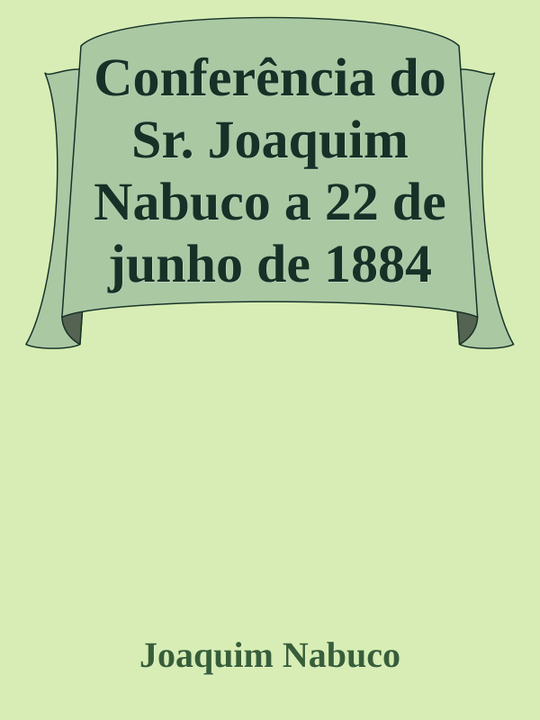 Conferência do
Sr. Joaquim
Nabuco a 22 de
junho de 1884
Joaquim Nabuco